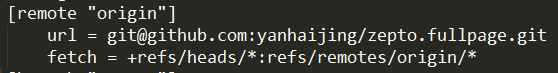 [remote "origin"]
url = git@github.com:yanhaijing/zepto.fullpage.git
fetch = +refs/heads/*:refs/remotes/origin/*